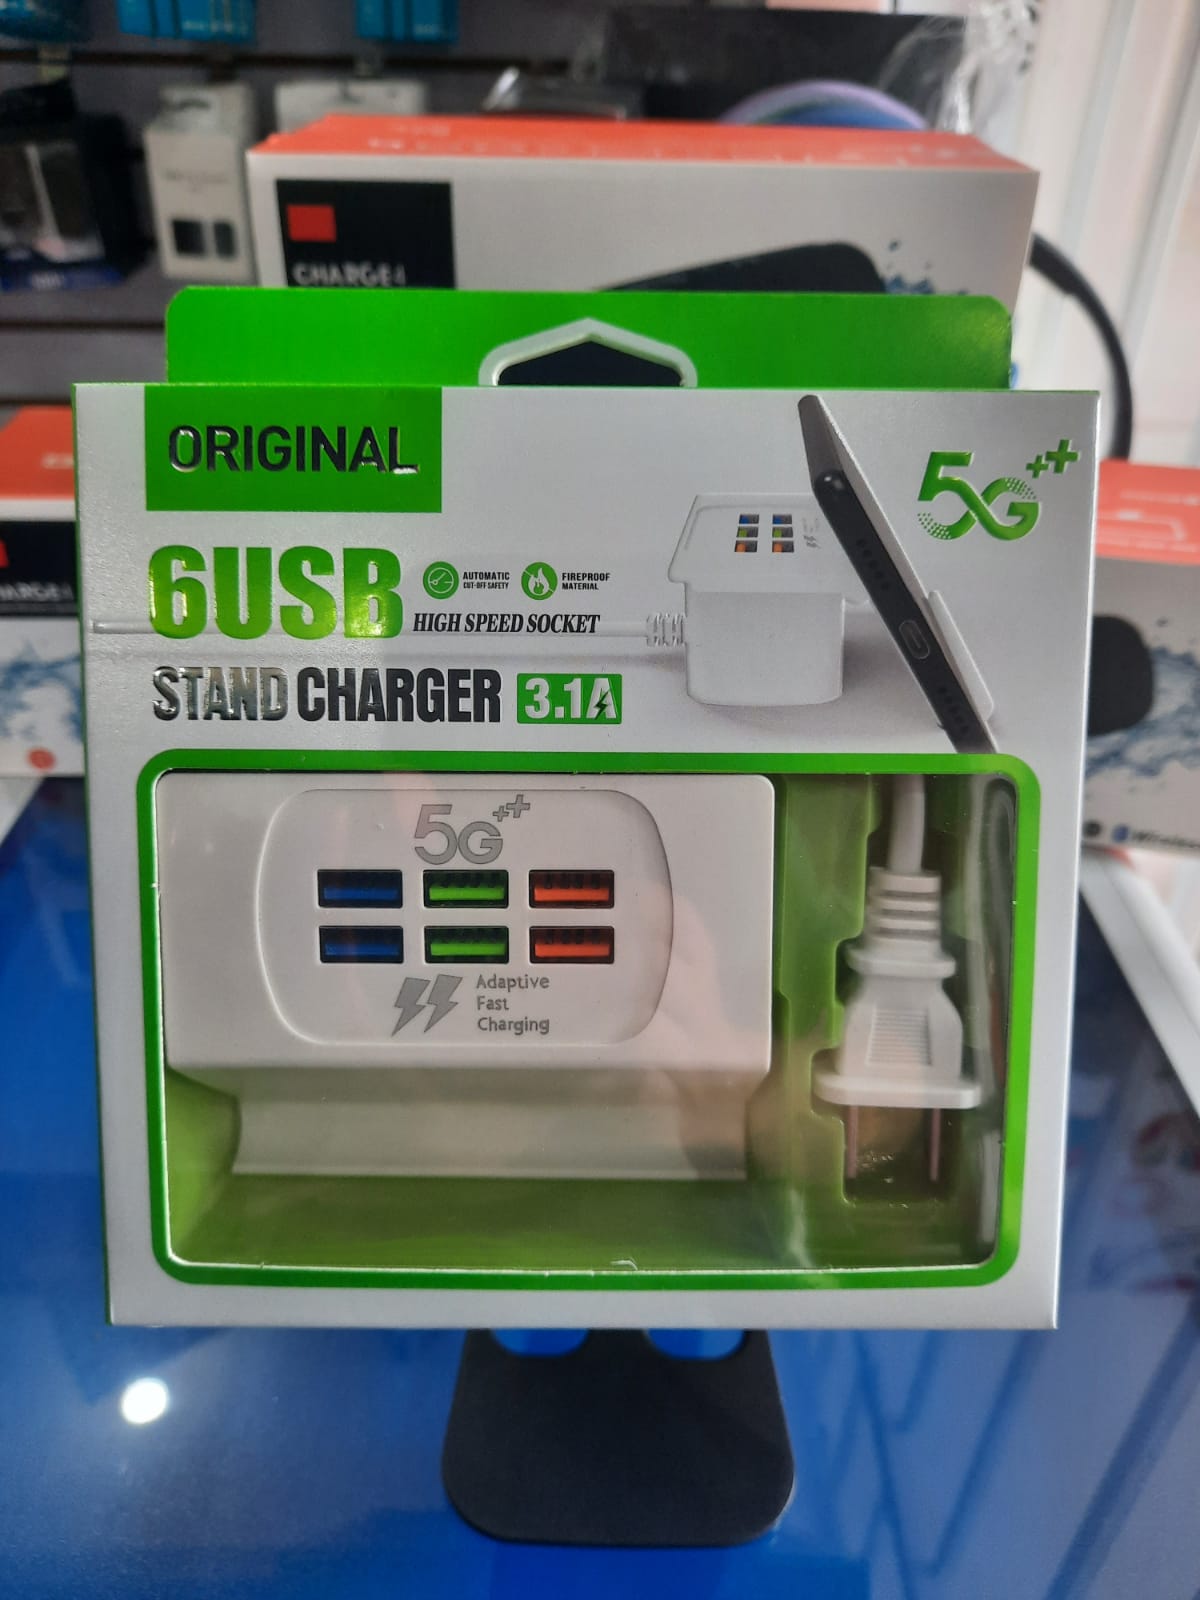 CHARGE4
ORIGINAL
5G++
6USB
AUTOMATIC
CUT-OFF SAFETY
FIREPROOF
MATERIAL
HIGH SPEED SOCKET
STAND CHARGER 3.1A
5G++
Adaptive
Fast
Charging